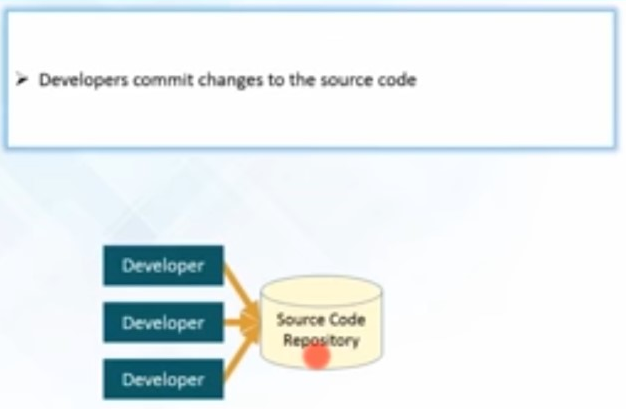 ➤ Developers commit changes to the source code
Developer
Developer
Developer
Source Code
Repository